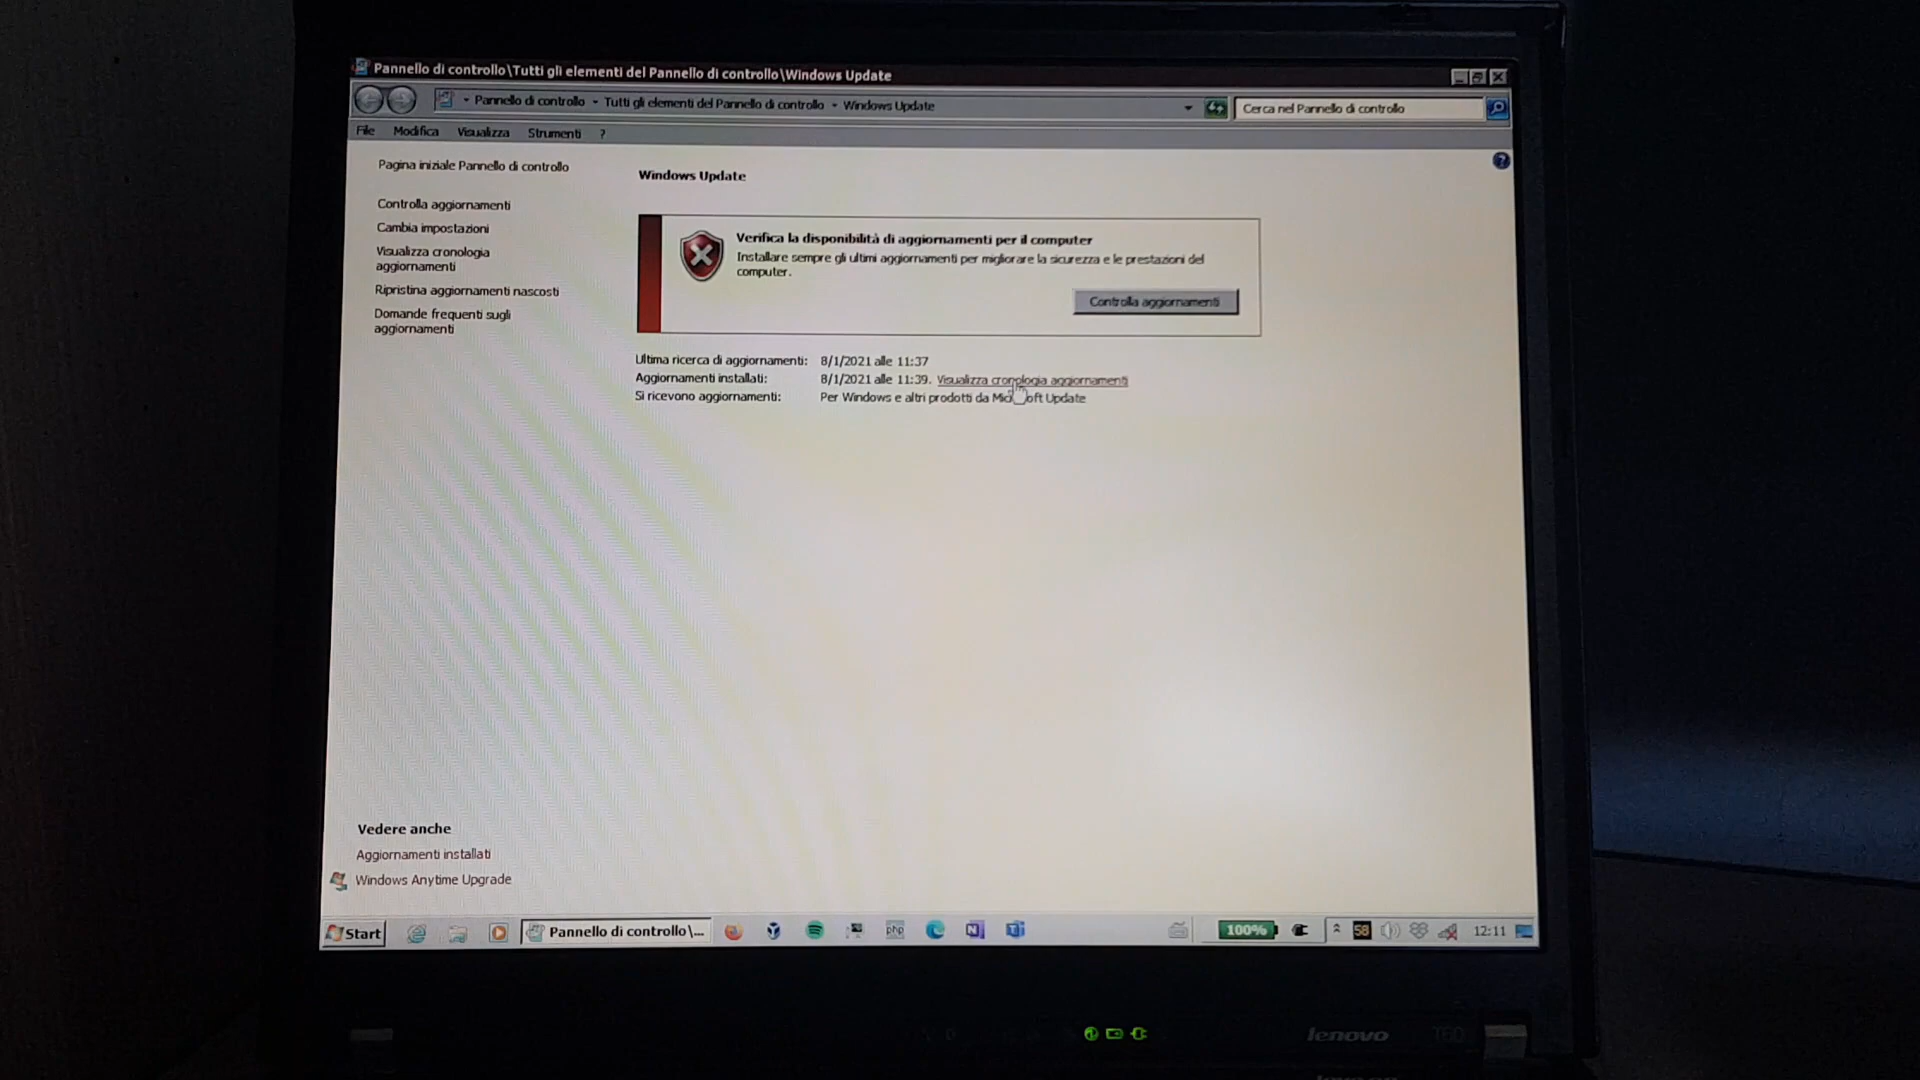 Pannello di controllo\Tutti gli elementi del Pannello di controllo\Windows Update
Pannello di controllo Tutti gli elementi del Pannello di controllo Windows Update
Cerca nel Pannello di controllo
File Modifica Visualizza Strumenti ?
Pagina iniziale Pannello di controllo
Controlla aggiornamenti
Cambia impostazioni
Visualizza cronologia
aggiornamenti
Ripristina aggiornamenti nascosti
Domande frequenti sugli
aggiornamenti
Windows Update
Verifica la disponibilità di aggiornamenti per il computer
Installare sempre gli ultimi aggiornamenti per migliorare la sicurezza e le prestazioni del
computer.
Controlla aggiornamenti
Ultima ricerca di aggiornamenti: 8/1/2021 alle 11:37
Aggiornamenti installati: 8/1/2021 alle 11:39. Visualizza cronologia aggiornamenti
Si ricevono aggiornamenti: Per Windows e altri prodotti da Microsoft Update
Vedere anche
Aggiornamenti installati
Windows Anytime Upgrade
Start
Pannello di controllo\...
php
100%
58
12:11
lenovo
T60